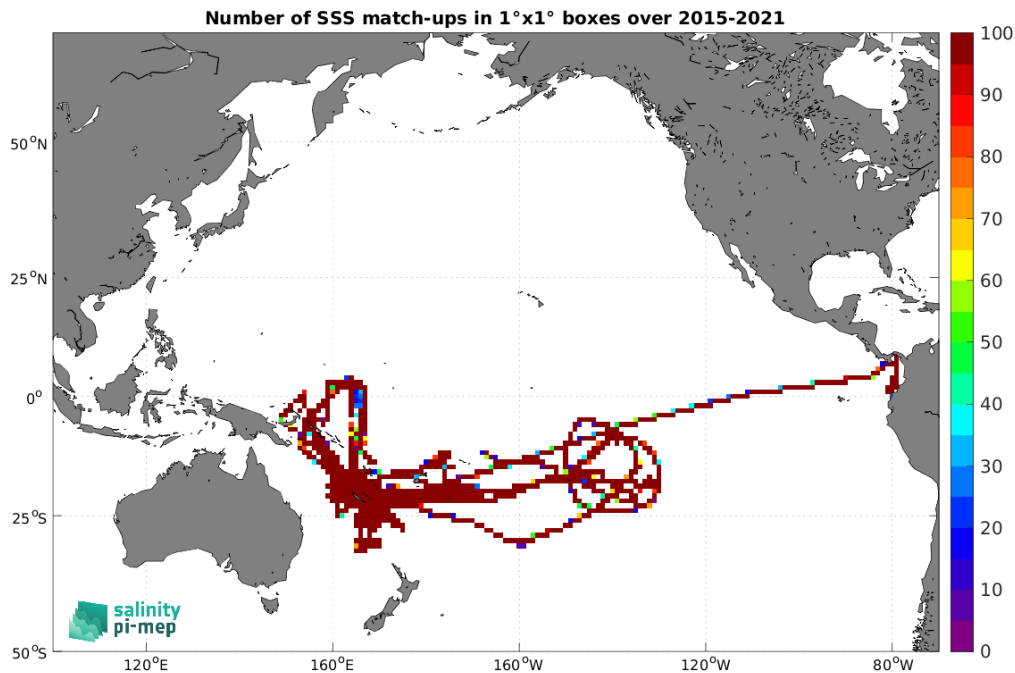 Number of SSS match-ups in 1°x1° boxes over 2015-2021
100
90
80
70
60
50
40
30
20
10
0
50°N
25°N
0°
25°S
50°S
120°E
160°E
160°W
120°W
80°W
salinity
pi-mep